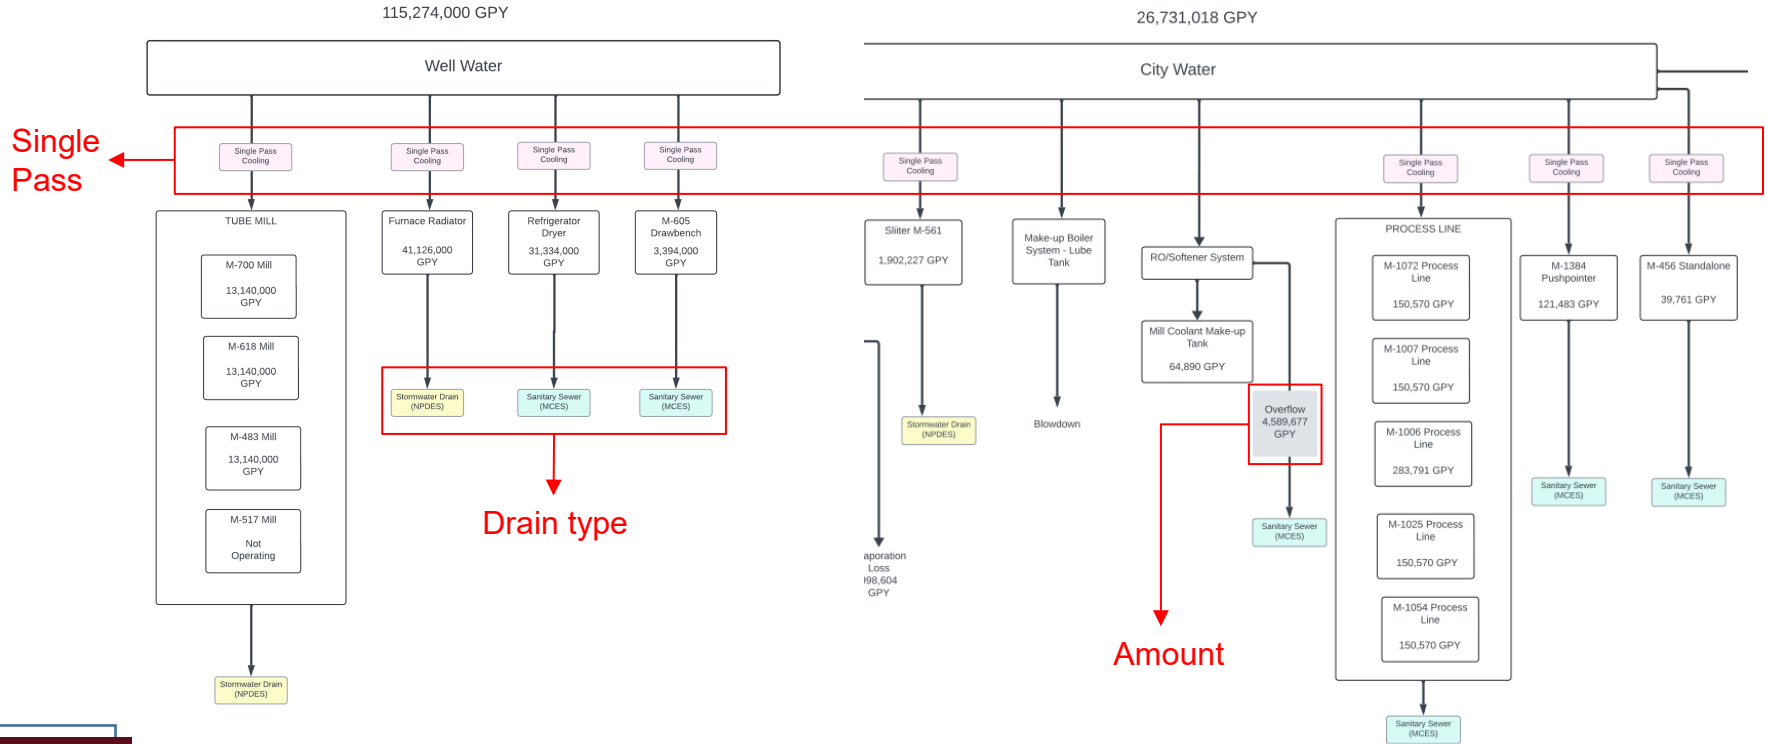 115,274,000 GPY
26,731,018 GPY
Well Water
City Water
Single
Pass
Single Pass
Cooling
Single Pass
Cooling
Single Pass
Cooling
Single Pass
Cooling
Single Pass
Cooling
Single Pass
Cooling
Single Pass
Cooling
Single Pass
Cooling
TUBE MILL
M-700 Mill
13,140,000
GPY
M-618 Mill
13,140,000
GPY
M-483 Mill
13,140,000
GPY
M-517 Mill
Not
Operating
Stormwater Drain
(NPDES)
Furnace Radiator
41,126,000
GPY
Stormwater Drain
(NPDES)
Refrigerator
Dryer
31,334,000
GPY
Sanitary Sewer
(MCES)
M-605
Drawbench
3,394,000
GPY
Sanitary Sewer
(MCES)
Drain type
aporation
Loss
98,604
GPY
Sliiter M-561
1,902,227 GPY
Stormwater Drain
(NPDES)
Make-up Boiler
System - Lube
Tank
Blowdown
RO/Softener System
Mill Coolant Make-up
Tank
64,890 GPY
Overflow
4,589,677
GPY
Sanitary Sewer
(MCES)
Amount
PROCESS LINE
M-1072 Process
Line
150,570 GPY
M-1007 Process
Line
150,570 GPY
M-1006 Process
Line
283,791 GPY
M-1025 Process
Line
150,570 GPY
M-1054 Process
Line
150,570 GPY
Sanitary Sewer
(MCES)
M-1384
Pushpointer
121,483 GPY
Sanitary Sewer
(MCES)
M-456 Standalone
39,761 GPY
Sanitary Sewer
(MCES)